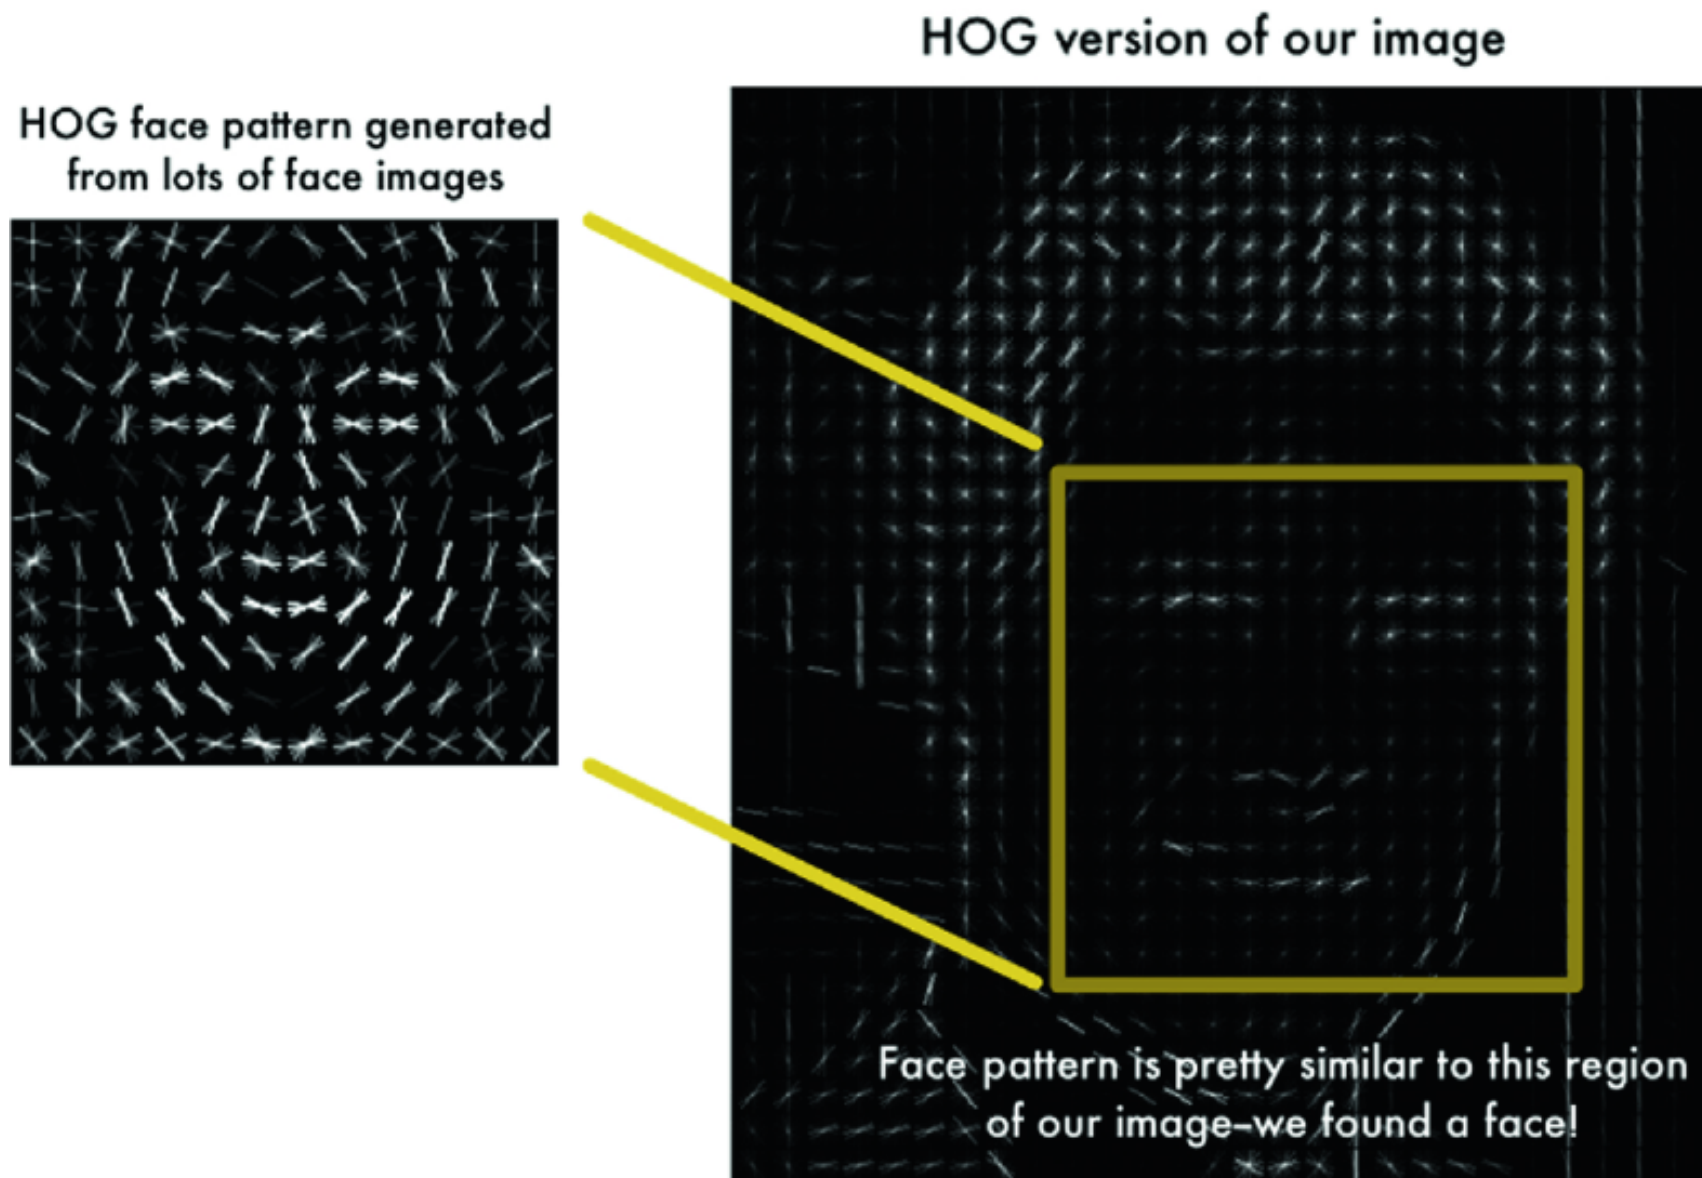 HOG version of our image
HOG face pattern generated
from lots of face images
Face pattern is pretty similar to this region
of our image–we found a face!